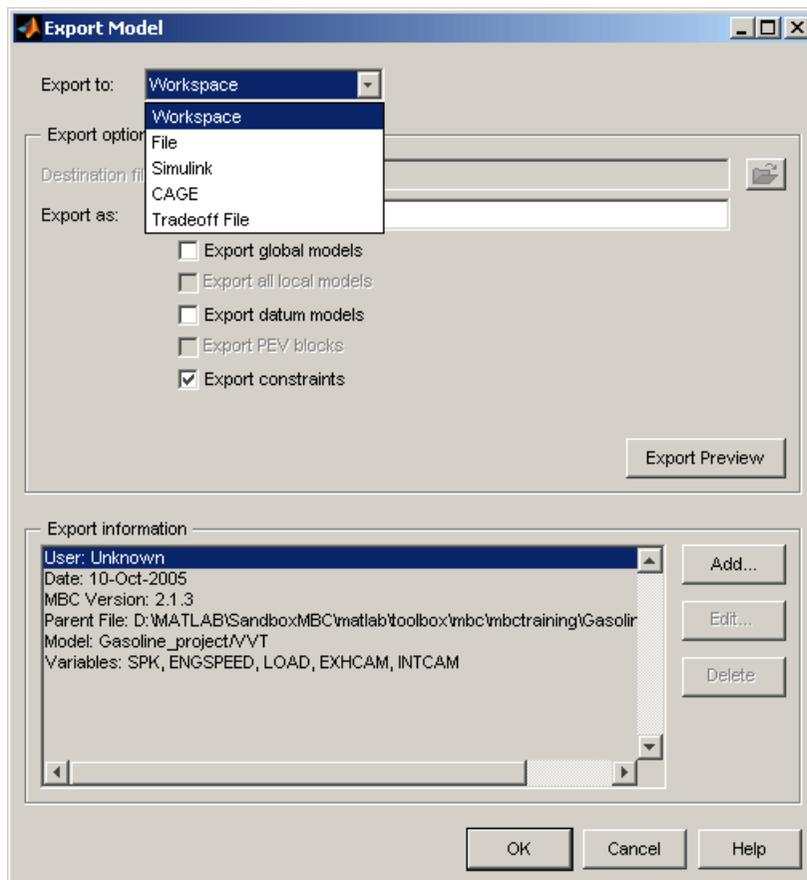 Export Model
Export to: Workspace
Workspace
Export option
File
Simulink
Destination fil
CAGE
Export as:
Tradeoff File
Export global models
Export all local models
Export datum models
Export PEV blocks
Export constraints
Export Preview
Export information
User: Unknown
Date: 10-Oct-2005
MBC Version: 2.1.3
Parent File: D:\MATLAB\SandboxMBC\matlab\toolbox\mbc\mbctraining\Gasolin
Model: Gasoline_project/VVT
Variables: SPK, ENGSPEED, LOAD, EXHCAM, INTCAM
Add...
Edit...
Delete
OK Cancel Help